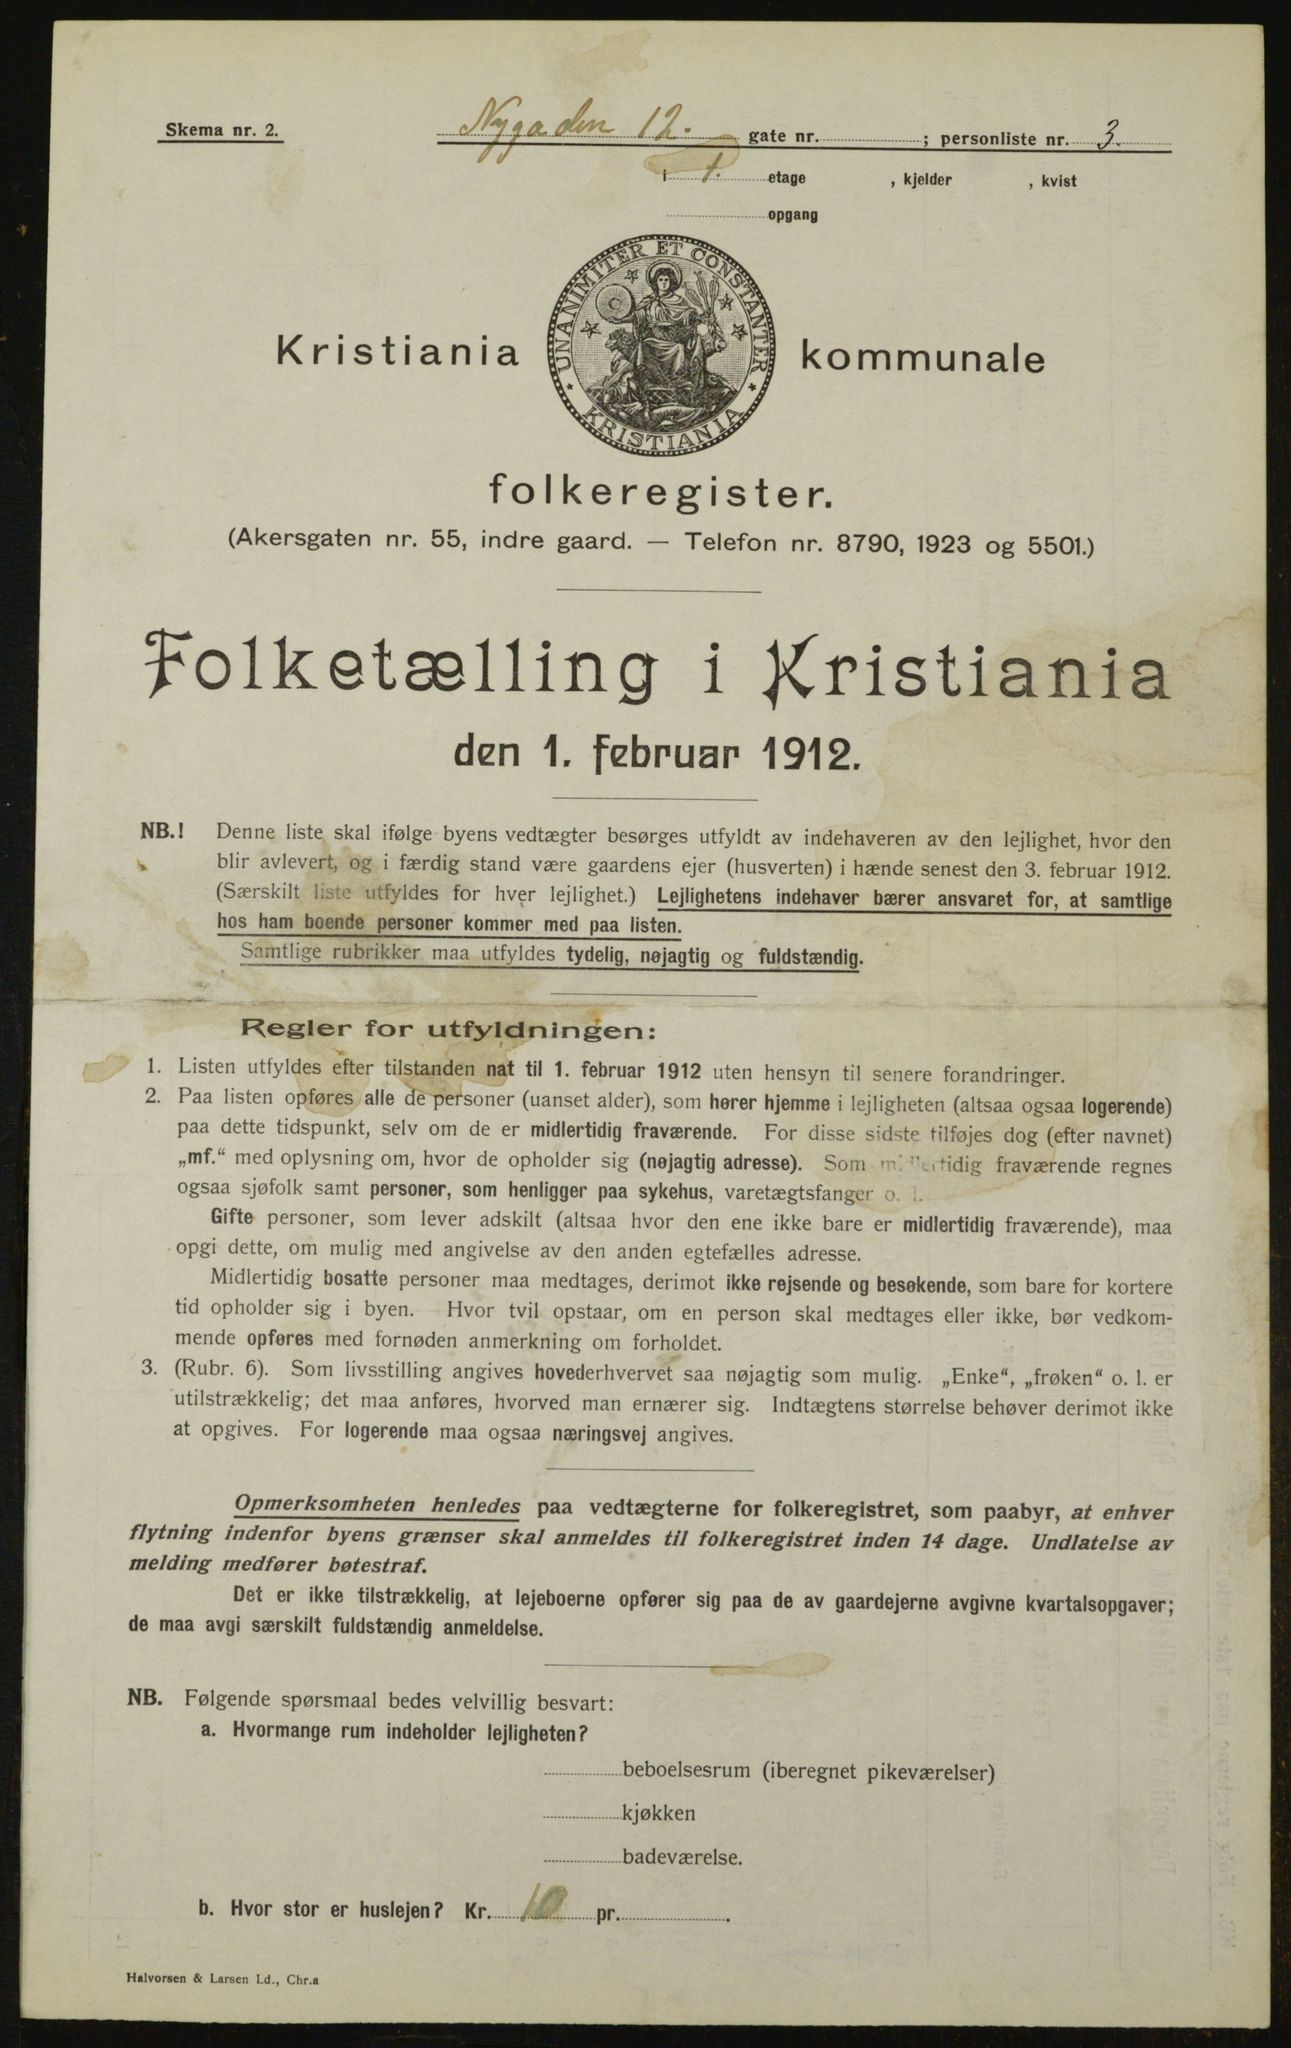 Skema nr. 2.
Nygaden 12. gate nr. ; personliste nr. 3.
i 1. etage , kjelder , kvist
opgang
UNANIMITER ET CONSTANTER
KRISTIANIA
Kristiania kommunale
folkeregister.
(Akersgaten nr. 55, indre gaard. — Telefon nr. 8790, 1923 og 5501.)
Folketælling i Kristiania
den 1. februar 1912.
NB.! Denne liste skal ifølge byens vedtægter besørges utfyldt av indehaveren av den lejlighet, hvor den
blir avlevert, og i færdig stand være gaardens ejer (husverten) i hænde senest den 3. februar 1912.
(Særskilt liste utfyldes for hver lejlighet.) Lejlighetens indehaver bærer ansvaret for, at samtlige
hos ham boende personer kommer med paa listen.
Samtlige rubrikker maa utfyldes tydelig, nøjagtig og fuldstændig.
Regler for utfyldningen:
1. Listen utfyldes efter tilstanden nat til 1. februar 1912 uten hensyn til senere forandringer.
2. Paa listen opføres alle de personer (uanset alder), som hører hjemme i lejligheten (altsaa ogsaa logerende)
paa dette tidspunkt, selv om de er midlertidig fraværende. For disse sidste tilføjes dog (efter navnet)
„mf.“ med oplysning om, hvor de opholder sig (nøjagtig adresse). Som midlertidig fraværende regnes
ogsaa sjøfolk samt personer, som henligger paa sykehus, varetægtsfanger o. l.
Gifte personer, som lever adskilt (altsaa hvor den ene ikke bare er midlertidig fraværende), maa
opgi dette, om mulig med angivelse av den anden egtefælles adresse.
Midlertidig bosatte personer maa medtages, derimot ikke rejsende og besøkende, som bare for kortere
tid opholder sig i byen. Hvor tvil opstaar, om en person skal medtages eller ikke, bør vedkom-
mende opføres med fornøden anmerkning om forholdet.
3. (Rubr. 6). Som livsstilling angives hovederhvervet saa nøjagtig som mulig. „Enke“, „frøken“ o. l. er
utilstrækkelig; det maa anføres, hvorved man ernærer sig. Indtægtens størrelse behøver derimot ikke
at opgives. For logerende maa ogsaa næringsvej angives.
Opmerksomheten henledes paa vedtægterne for folkeregistret, som paabyr, at enhver
flytning indenfor byens grænser skal anmeldes til folkeregistret inden 14 dage. Undlatelse av
melding medfører bøtestraf.
Det er ikke tilstrækkelig, at lejeboerne opfører sig paa de av gaardejerne avgivne kvartalsopgaver;
de maa avgi særskilt fuldstændig anmeldelse.
NB. Følgende spørsmaal bedes velvillig besvart:
a. Hvormange rum indeholder lejligheten?
beboelsesrum (iberegnet pikeværelser)
kjøkken
badeværelse.
b. Hvor stor er huslejen? Kr. 10 pr. .
Halvorsen & Larsen Ld., Chr.a